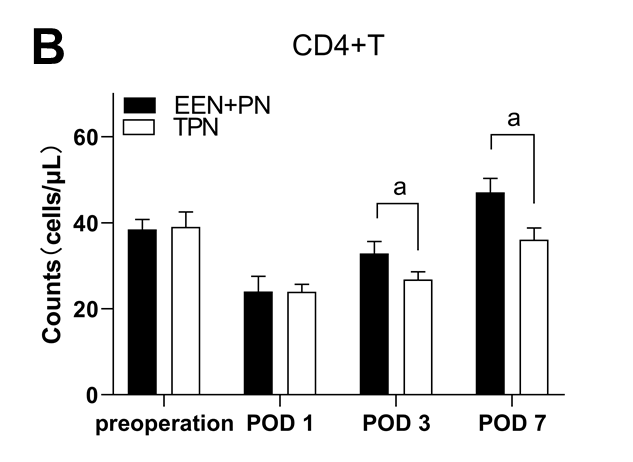 B
CD4+T
EEN+PN
TPN
a
a
Counts（cells/μL）
60
40
20
0
preoperation POD 1 POD 3 POD 7